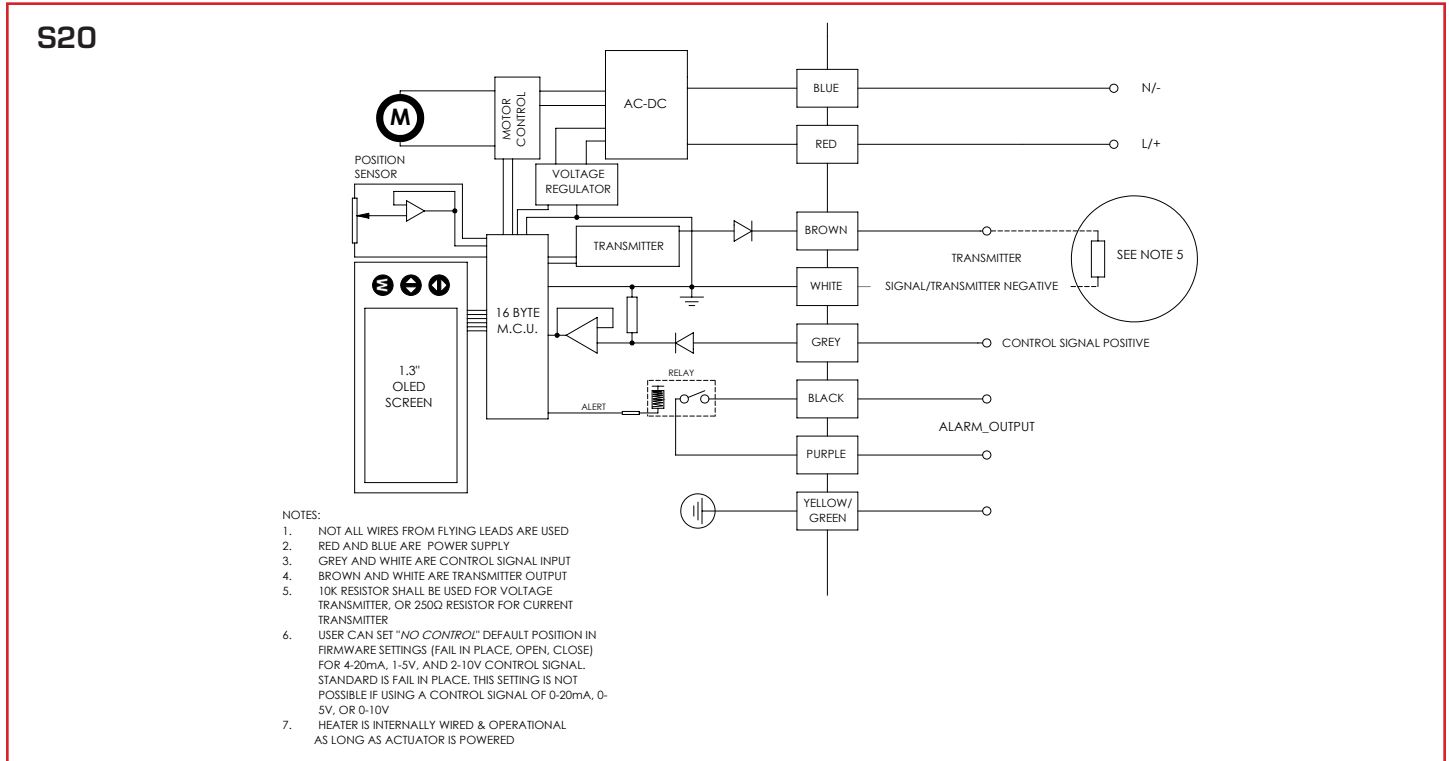 S20
M
MOTOR
CONTROL
AC-DC
BLUE
N/-
RED
L/+
POSITION
SENSOR
VOLTAGE
REGULATOR
TRANSMITTER
BROWN
TRANSMITTER
SEE NOTE 5
WHITE
SIGNAL/TRANSMITTER NEGATIVE
M
16 BYTE
M.C.U.
GREY
CONTROL SIGNAL POSITIVE
1.3"
OLED
SCREEN
RELAY
ALERT
BLACK
ALARM_OUTPUT
PURPLE
YELLOW/
GREEN
NOTES:
1. NOT ALL WIRES FROM FLYING LEADS ARE USED
2. RED AND BLUE ARE POWER SUPPLY
3. GREY AND WHITE ARE CONTROL SIGNAL INPUT
4. BROWN AND WHITE ARE TRANSMITTER OUTPUT
5. 10K RESISTOR SHALL BE USED FOR VOLTAGE
TRANSMITTER, OR 250Ω RESISTOR FOR CURRENT
TRANSMITTER
6. USER CAN SET "NO CONTROL" DEFAULT POSITION IN
FIRMWARE SETTINGS (FAIL IN PLACE, OPEN, CLOSE)
FOR 4-20mA, 1-5V, AND 2-10V CONTROL SIGNAL.
STANDARD IS FAIL IN PLACE. THIS SETTING IS NOT
POSSIBLE IF USING A CONTROL SIGNAL OF 0-20mA, 0-
5V, OR 0-10V
7. HEATER IS INTERNALLY WIRED & OPERATIONAL
AS LONG AS ACTUATOR IS POWERED